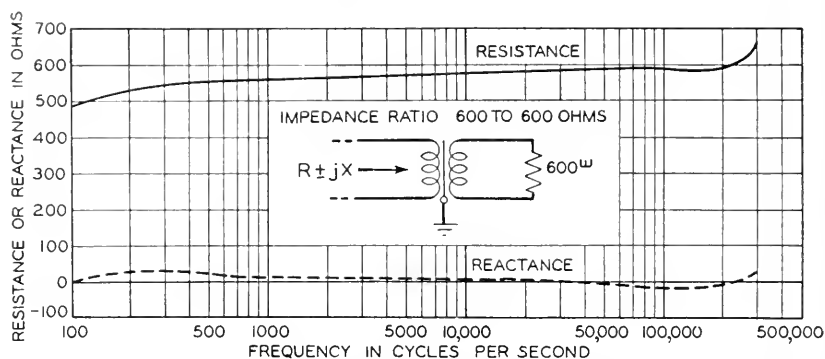 RESISTANCE OR REACTANCE IN OHMS
700
600
500
400
300
200
100
0
-100
RESISTANCE
IMPEDANCE RATIO 600 TO 600 OHMS
R ± jX
600ω
REACTANCE
100 500 1000 5000 10,000 50,000 100,000 500,000
FREQUENCY IN CYCLES PER SECOND